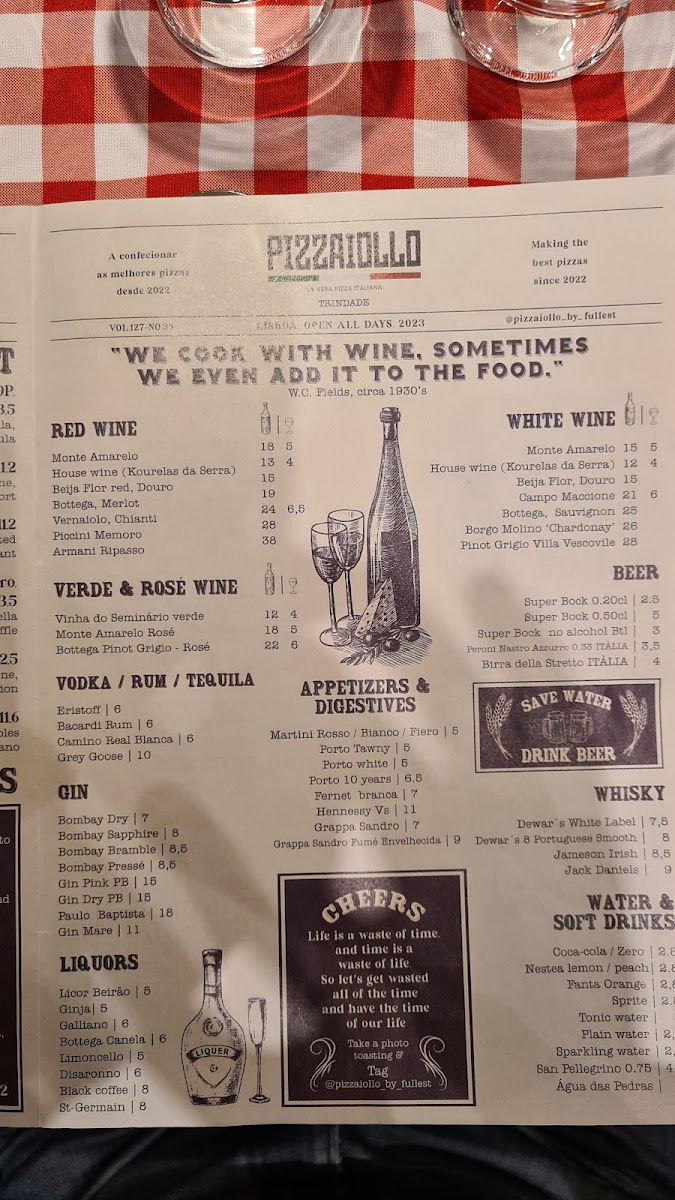 A confecionar
as melhores pizzas
desde 2022
PIZZAIOLLO
LA VERA PIZZA ITALIANA
TRINDADE
Making the
best pizzas
since 2022
VOL.127-NO.37
LISBOA. OPEN ALL DAYS. 2023
@pizzaiollo_by_fullest
"WE COOK WITH WINE, SOMETIMES
WE EVEN ADD IT TO THE FOOD."
W.C. Fields, circa 1930's
RED WINE
Monte Amarelo 18 5
House wine (Kourelas da Serra) 13 4
Beija Flor red, Douro 15
Bottega, Merlot 19
Vernaiolo, Chianti 24 6,5
Piccini Memoro 28
Armani Ripasso 38
VERDE & ROSÉ WINE
Vinha do Seminário verde 12 4
Monte Amarelo Rosé 18 5
Bottega Pinot Grigio - Rosé 22 6
VODKA / RUM / TEQUILA
Eristoff | 6
Bacardi Rum | 6
Camino Real Blanca | 6
Grey Goose | 10
GIN
Bombay Dry | 7
Bombay Sapphire | 8
Bombay Bramble | 8,5
Bombay Pressé | 8,5
Gin Pink PB | 15
Gin Dry PB | 15
Paulo Baptista | 18
Gin Mare | 11
LIQUORS
Licor Beirão | 5
Ginja| 5
Galliano | 6
Bottega Canela | 6
Limoncello | 5
Disaronno | 6
Black coffee | 8
St-Germain | 8
LIQUER
&
APPETIZERS &
DIGESTIVES
Martini Rosso / Bianco / Fiero | 5
Porto Tawny | 5
Porto white | 5
Porto 10 years | 6.5
Fernet branca | 7
Hennessy Vs | 11
Grappa Sandro | 7
Grappa Sandro Fumé Envelhecida | 9
CHEERS
Life is a waste of time.
and time is a
waste of life.
So let's get wasted
all of the time
and have the time
of our life
Take a photo
toasting &
Tag
@pizzaiollo_by_fullest
WHITE WINE
Monte Amarelo 15 5
House wine (Kourelas da Serra) 12 4
Beija Flor, Douro 15
Campo Maccione 21 6
Bottega, Sauvignon 25
Borgo Molino 'Chardonay' 26
Pinot Grigio Villa Vescovile 28
BEER
Super Bock 0.20cl | 2.5
Super Bock 0.50cl | 5
Super Bock no alcohol Btl | 3
Peroni Nastro Azzurro 0.33 ITÁLIA | 3,5
Birra della Stretto ITÁLIA | 4
SAVE WATER
DRINK BEER
WHISKY
Dewar´s White Label | 7,5
Dewar´s 8 Portuguese Smooth | 8
Jameson Irish | 8,5
Jack Daniels | 9
WATER &
SOFT DRINKS
Coca-cola / Zero | 2.8
Nestea lemon / peach| 2.8
Fanta Orange | 2,8
Sprite | 2.
Tonic water |
Plain water | 2,
Sparkling water | 2,
San Pellegrino 0.75 | 4
Água das Pedras |